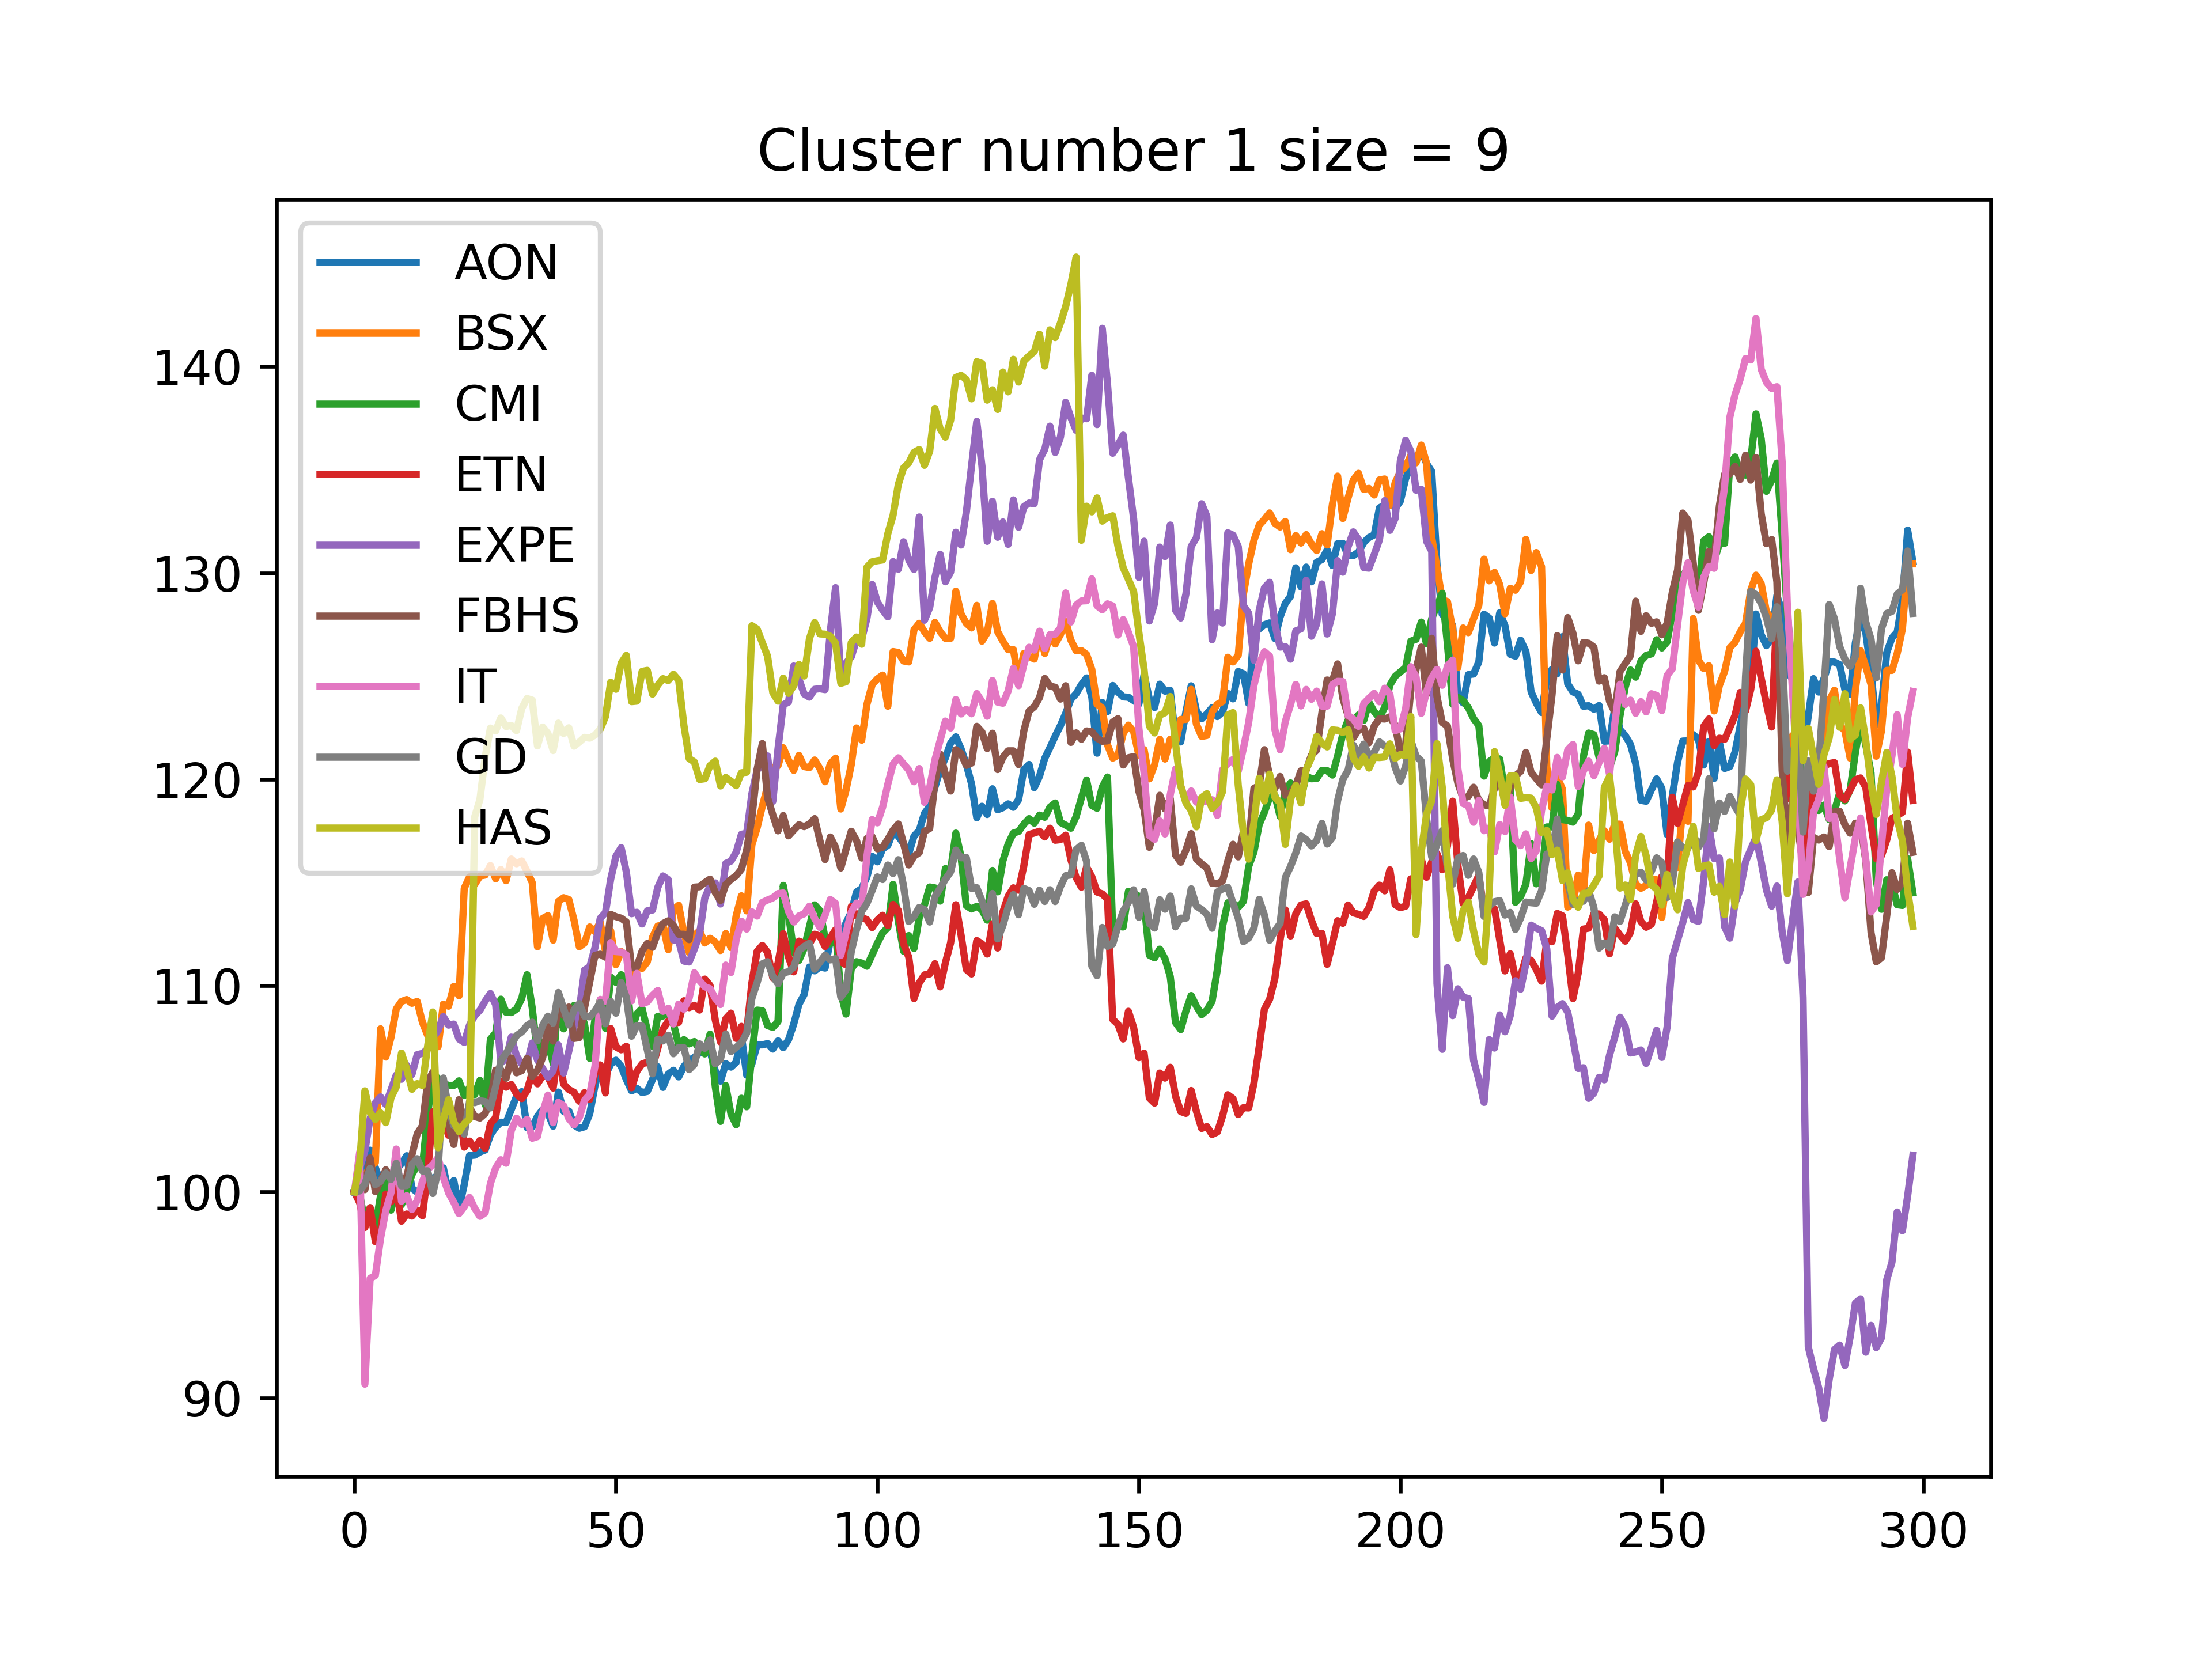 Cluster number 1 size = 9
AON
BSX
CMI
ETN
EXPE
FBHS
IT
GD
HAS
140
130
120
110
100
90
0 50 100 150 200 250 300